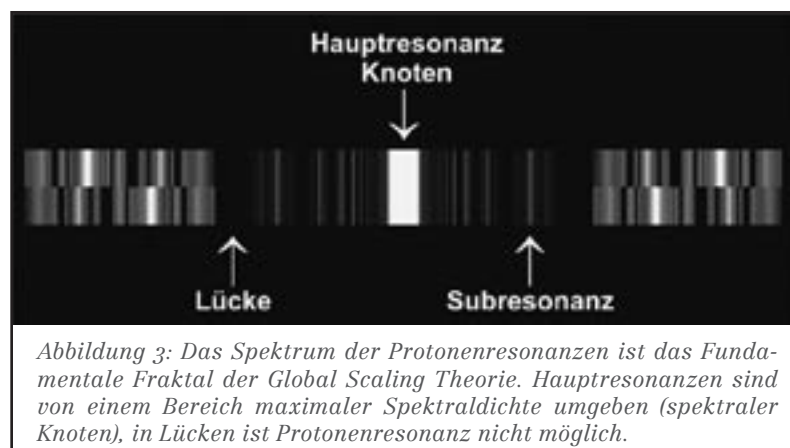 Hauptresonanz
Knoten
Lücke
Subresonanz
Abbildung 3: Das Spektrum der Protonenresonanzen ist das Funda-
mentale Fraktal der Global Scaling Theorie. Hauptresonanzen sind
von einem Bereich maximaler Spektraldichte umgeben (spektraler
Knoten), in Lücken ist Protonenresonanz nicht möglich.